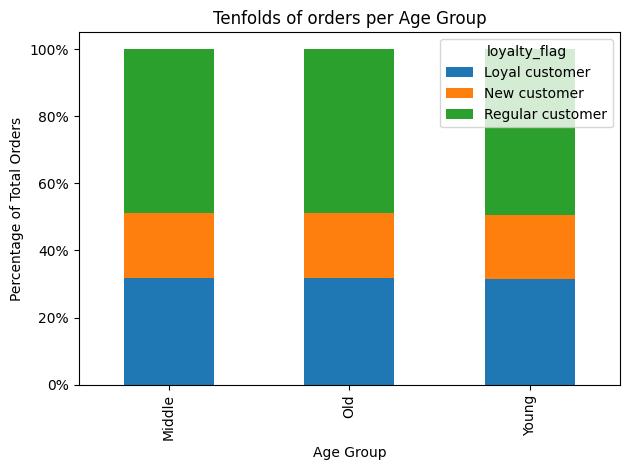 Tenfolds of orders per Age Group
loyalty_flag
Loyal customer
New customer
Regular customer
Percentage of Total Orders
100%
80%
60%
40%
20%
0%
Middle
Old
Young
Age Group